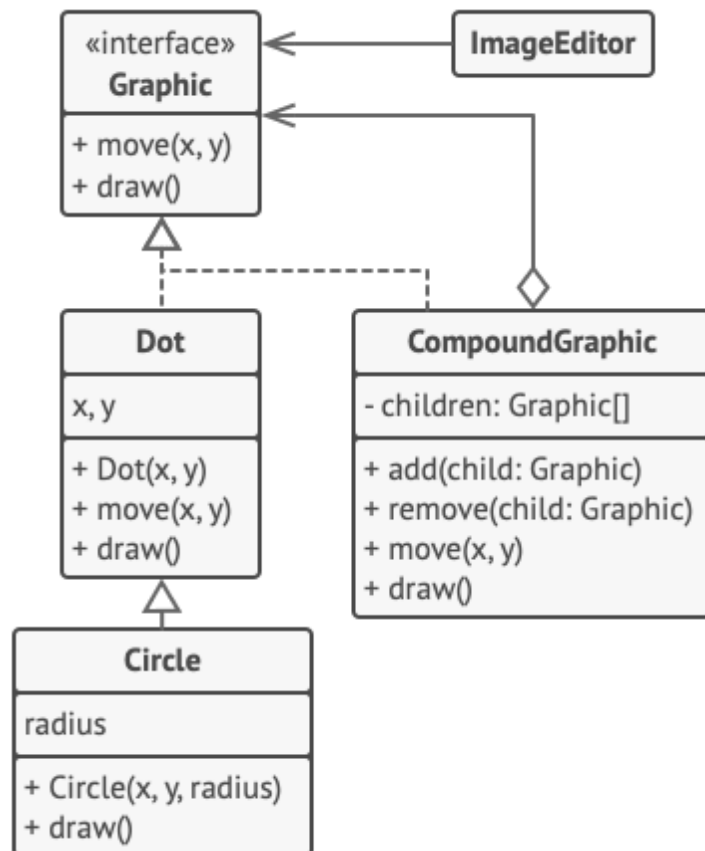 «interface»
Graphic
+ move(x, y)
+ draw()
ImageEditor
Dot
x, y
+ Dot(x, y)
+ move(x, y)
+ draw()
CompoundGraphic
- children: Graphic[]
+ add(child: Graphic)
+ remove(child: Graphic)
+ move(x, y)
+ draw()
Circle
radius
+ Circle(x, y, radius)
+ draw()